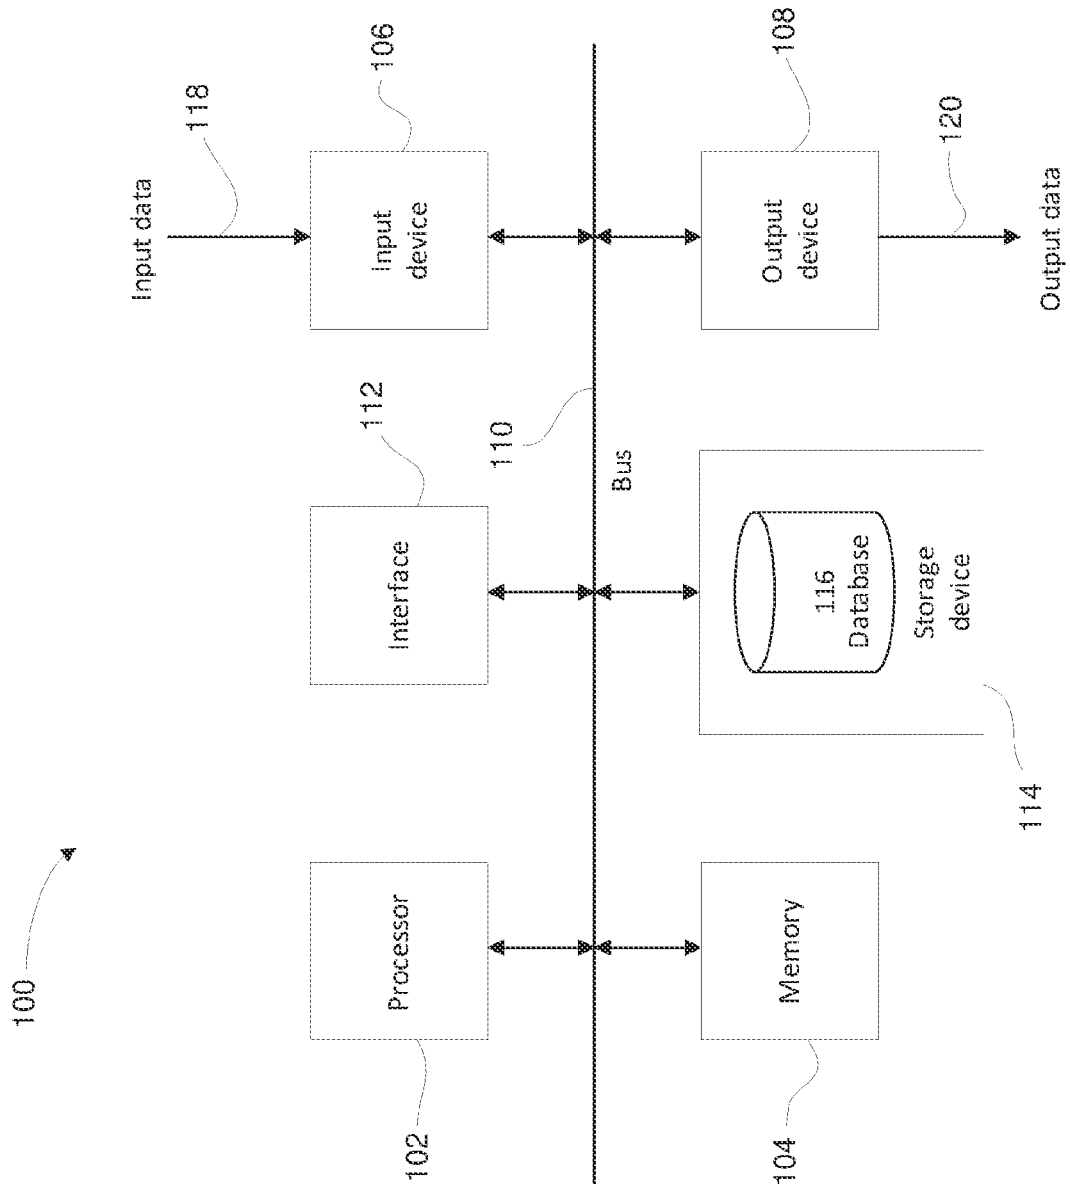 100
Input data
118
Processor
102
Interface
112
Input
device
106
110
Bus
Memory
104
116
Database
Storage
device
114
Output
device
108
120
Output data